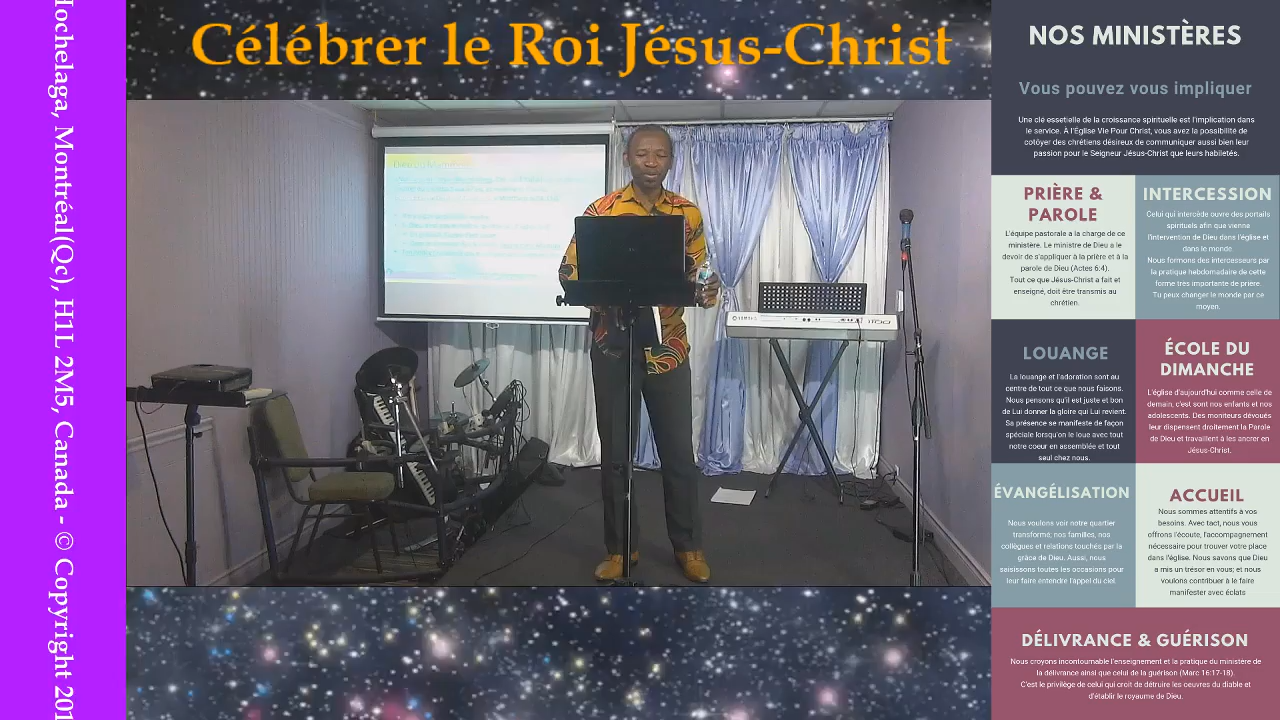 Hochelaga, Montréal(Qc), H1L 2M5, Canada - © Copyright 201
Célébrer le Roi Jésus-Christ
NOS MINISTÈRES
Vous pouvez vous impliquer
Une clé essetielle de la croissance spirituelle est l'implication dans
le service. À l'Église Vie Pour Christ, vous avez la possibilité de
cotôyer des chrétiens désireux de communiquer aussi bien leur
passion pour le Seigneur Jésus-Christ que leurs habiletés.
PRIÈRE &
PAROLE
L'équipe pastorale a la charge de ce
ministère. Le ministre de Dieu a le
devoir de s'appliquer à la prière et à la
parole de Dieu (Actes 6:4).
Tout ce que Jésus-Christ a fait et
enseigné, doit être transmis au
chrétien.
INTERCESSION
Celui qui intercède ouvre des portails
spirituels afin que vienne
l'intervention de Dieu dans l'église et
dans le monde
Nous formons des intercesseurs par
la pratique hebdomadaire de cette
forme très importante de prière.
Tu peux changer le monde par ce
moyen.
LOUANGE
La louange et l'adoration sont au
centre de tout ce que nous faisons.
Nous pensons qu'il est juste et bon
de Lui donner la gloire qui Lui revient.
Sa présence se manifeste de façon
spéciale lorsqu'on le loue avec tout
notre coeur en assemblée et tout
seul chez nous.
ÉCOLE DU
DIMANCHE
L'église d'aujourd'hui comme celle de
demain, c'est sont nos enfants et nos
adolescents. Des moniteurs dévoués
leur dispensent droitement la Parole
de Dieu et travaillent à les ancrer en
Jésus-Christ.
ÉVANGÉLISATION
Nous voulons voir notre quartier
transformé; nos familles, nos
collègues et relations touchés par la
grâce de Dieu. Aussi, nous
saisissons toutes les occasions pour
leur faire entendre l'appel du ciel.
ACCUEIL
Nous sommes attentifs à vos
besoins. Avec tact, nous vous
offrons l'écoute, l'accompagnement
nécessaire pour trouver votre place
dans l'église. Nous savons que Dieu
a mis un trésor en vous; et nous
voulons contribuer à le faire
manifester avec éclats
DÉLIVRANCE & GUÉRISON
Nous croyons incontournable l'enseignement et la pratique du ministère de
la délivrance ainsi que celui de la guérison (Marc 16:17-18).
C'est le privilège de celui qui croit de détruire les oeuvres du diable et
d'établir le royaume de Dieu.